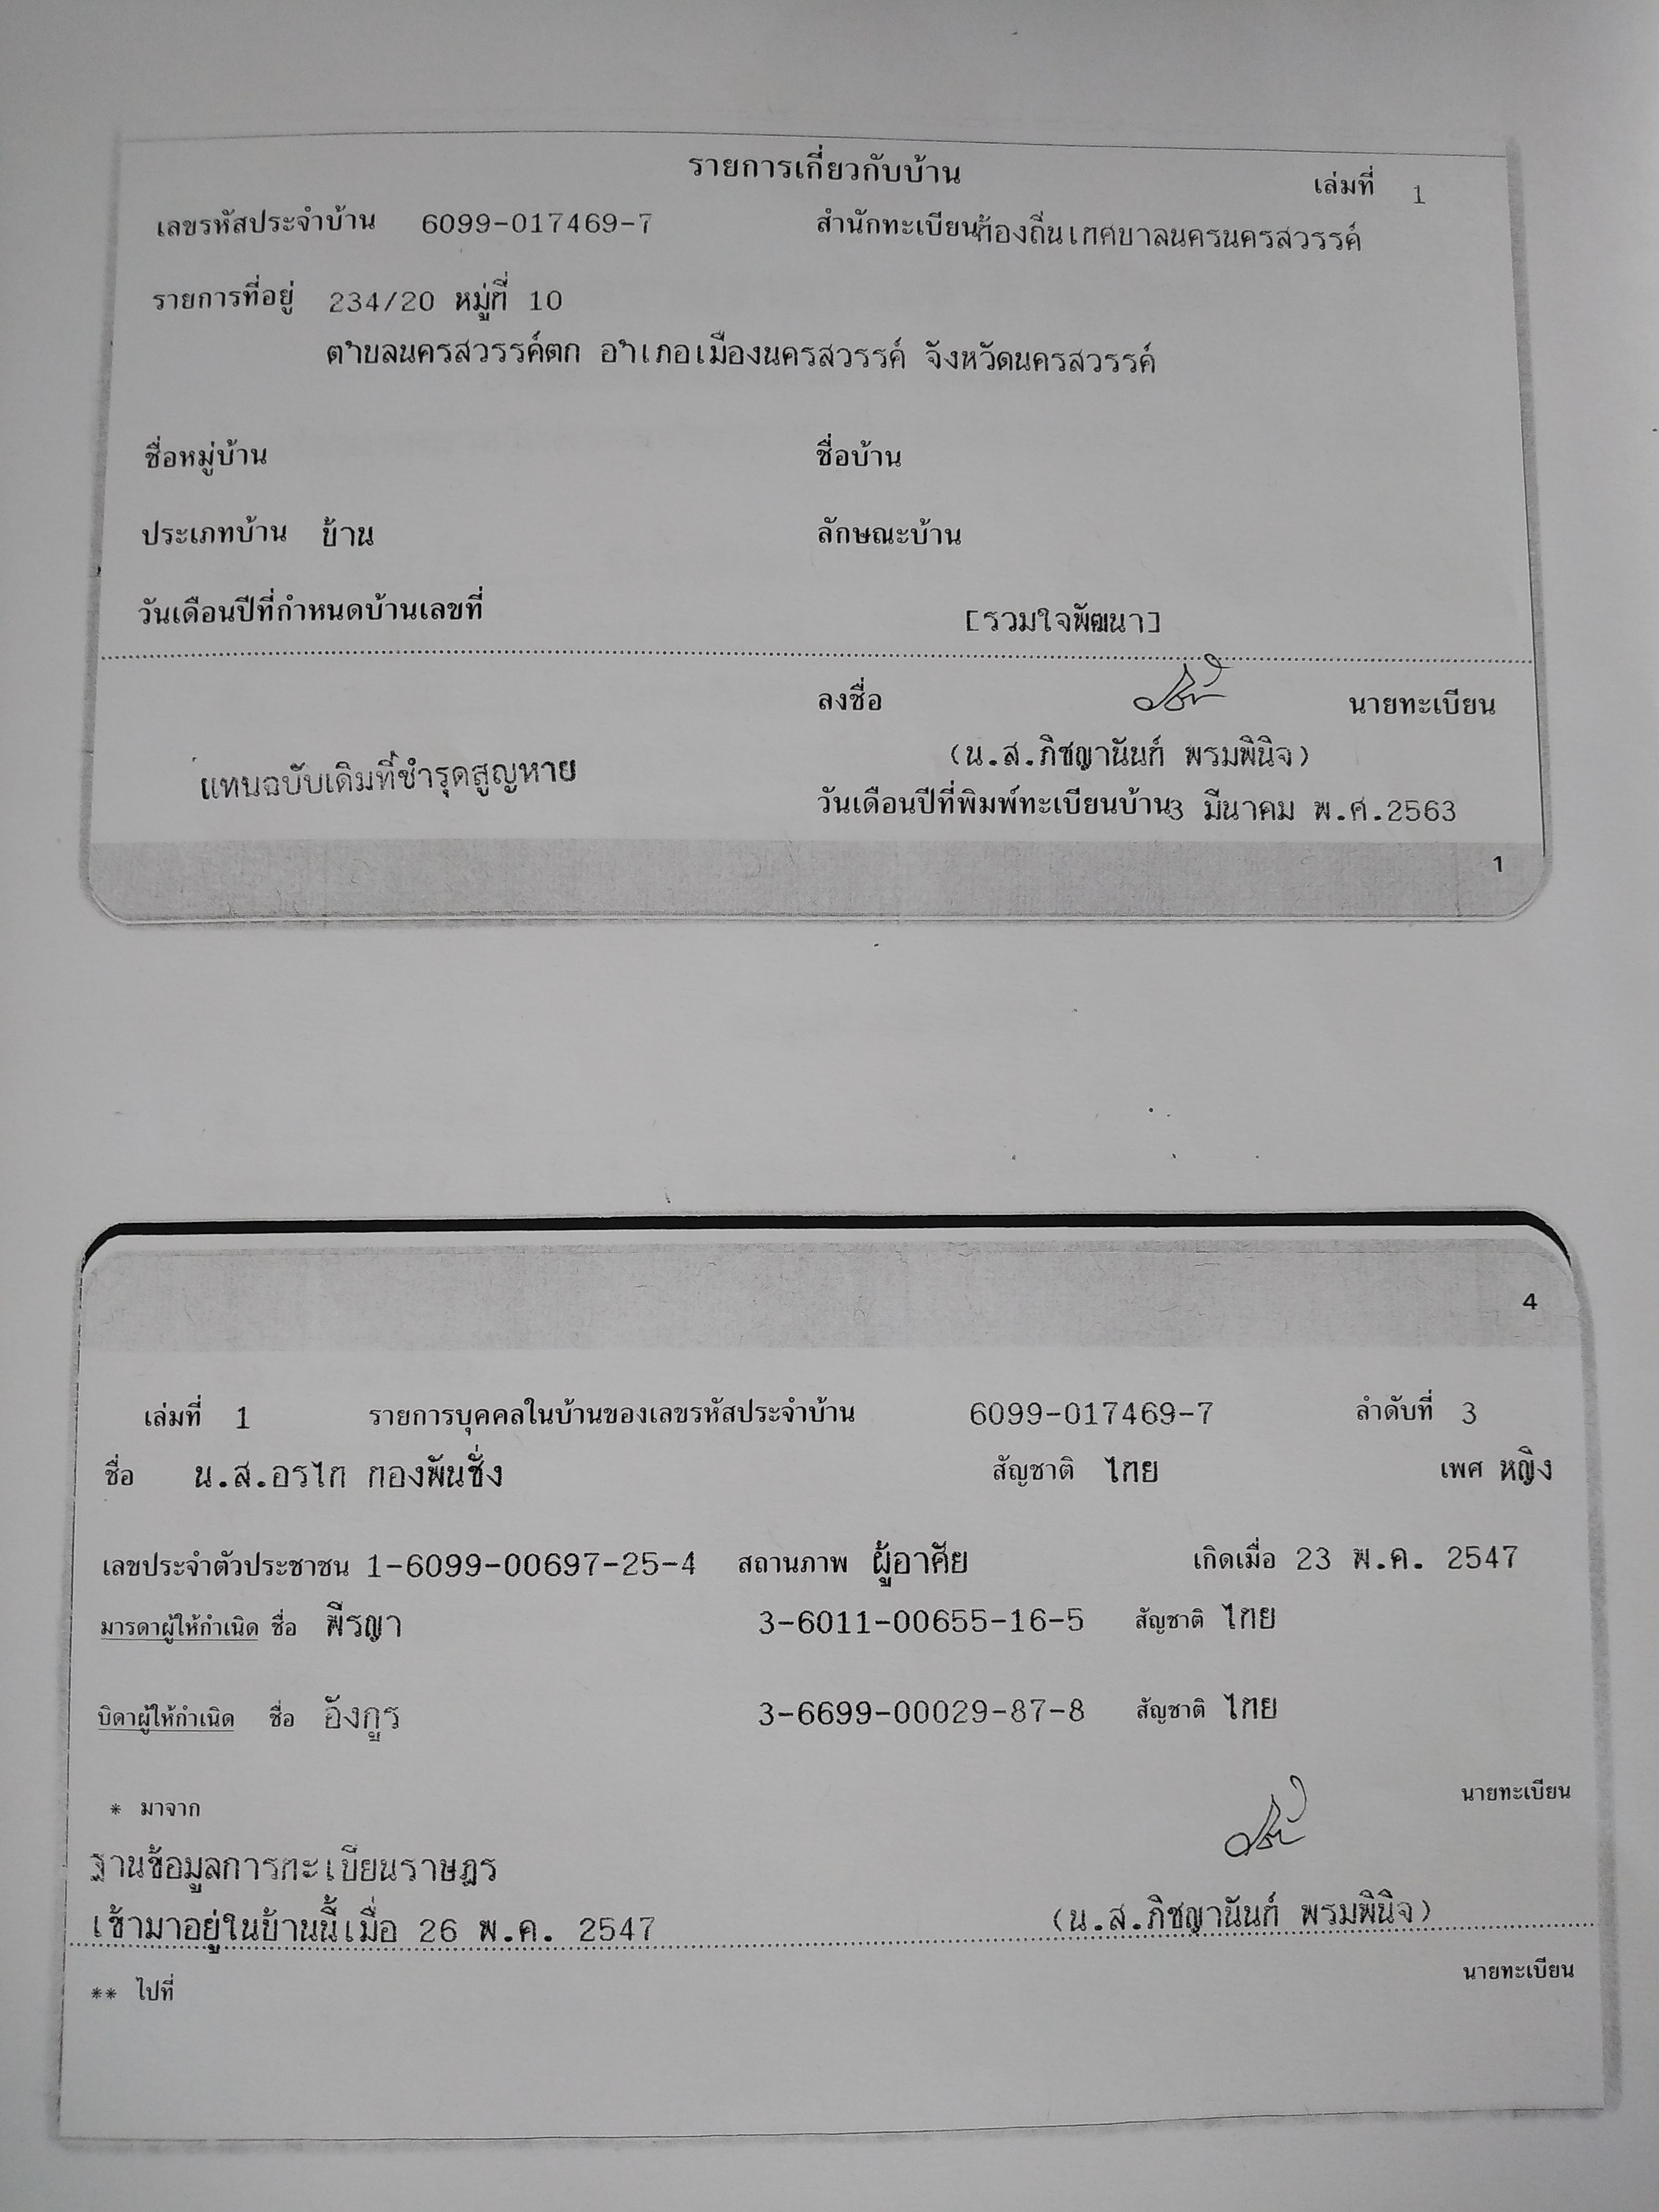 รายการเกี่ยวกับบ้าน
เล่มที่ 1
เลขรหัสประจำบ้าน 6099-017469-7 สำนักทะเบียนท้องถิ่นเทศบาลนครนครสวรรค์
รายการที่อยู่ 234/20 หมู่ที่ 10
ตำบลนครสวรรค์ตก อำเภอเมืองนครสวรรค์ จังหวัดนครสวรรค์
ชื่อหมู่บ้าน ชื่อบ้าน
ประเภทบ้าน บ้าน ลักษณะบ้าน
วันเดือนปีที่กำหนดบ้านเลขที่ [รวมใจพัฒนา]
ลงชื่อ นายทะเบียน
(น.ส.ภิชญานันท์ พรมพินิจ)
แทนฉบับเดิมที่ชำรุดสูญหาย
วันเดือนปีที่พิมพ์ทะเบียนบ้าน3 มีนาคม พ.ศ.2563
1
4
เล่มที่ 1 รายการบุคคลในบ้านของเลขรหัสประจำบ้าน 6099-017469-7 ลำดับที่ 3
ชื่อ น.ส.อรไท ทองพันชั่ง สัญชาติ ไทย เพศ หญิง
เลขประจำตัวประชาชน 1-6099-00697-25-4 สถานภาพ ผู้อาศัย เกิดเมื่อ 23 พ.ค. 2547
มารดาผู้ให้กำเนิด ชื่อ พีรญา 3-6011-00655-16-5 สัญชาติ ไทย
บิดาผู้ให้กำเนิด ชื่อ อังกูร 3-6699-00029-87-8 สัญชาติ ไทย
* มาจาก นายทะเบียน
ฐานข้อมูลการทะเบียนราษฎร
เข้ามาอยู่ในบ้านนี้เมื่อ 26 พ.ค. 2547 (น.ส.ภิชญานันท์ พรมพินิจ)
** ไปที่ นายทะเบียน